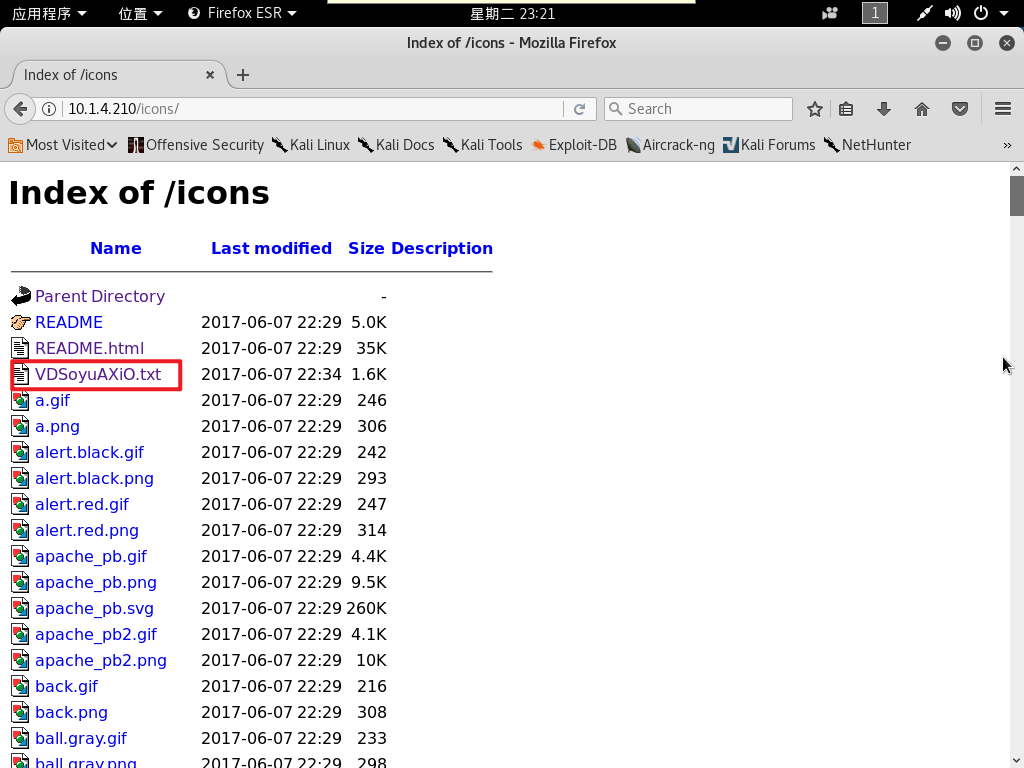 应用程序 位置 Firefox ESR 星期二 23:21 1
Index of /icons - Mozilla Firefox
Index of /icons
10.1.4.210/icons/ Search
Most Visited Offensive Security Kali Linux Kali Docs Kali Tools Exploit-DB Aircrack-ng Kali Forums NetHunter »
Index of /icons
Name Last modified Size Description
Parent Directory -
README 2017-06-07 22:29 5.0K
README.html 2017-06-07 22:29 35K
VDSoyuAXiO.txt 2017-06-07 22:34 1.6K
a.gif 2017-06-07 22:29 246
a.png 2017-06-07 22:29 306
alert.black.gif 2017-06-07 22:29 242
alert.black.png 2017-06-07 22:29 293
alert.red.gif 2017-06-07 22:29 247
alert.red.png 2017-06-07 22:29 314
apache_pb.gif 2017-06-07 22:29 4.4K
apache_pb.png 2017-06-07 22:29 9.5K
apache_pb.svg 2017-06-07 22:29 260K
apache_pb2.gif 2017-06-07 22:29 4.1K
apache_pb2.png 2017-06-07 22:29 10K
back.gif 2017-06-07 22:29 216
back.png 2017-06-07 22:29 308
ball.gray.gif 2017-06-07 22:29 233
ball.gray.png 2017-06-07 22:29 298